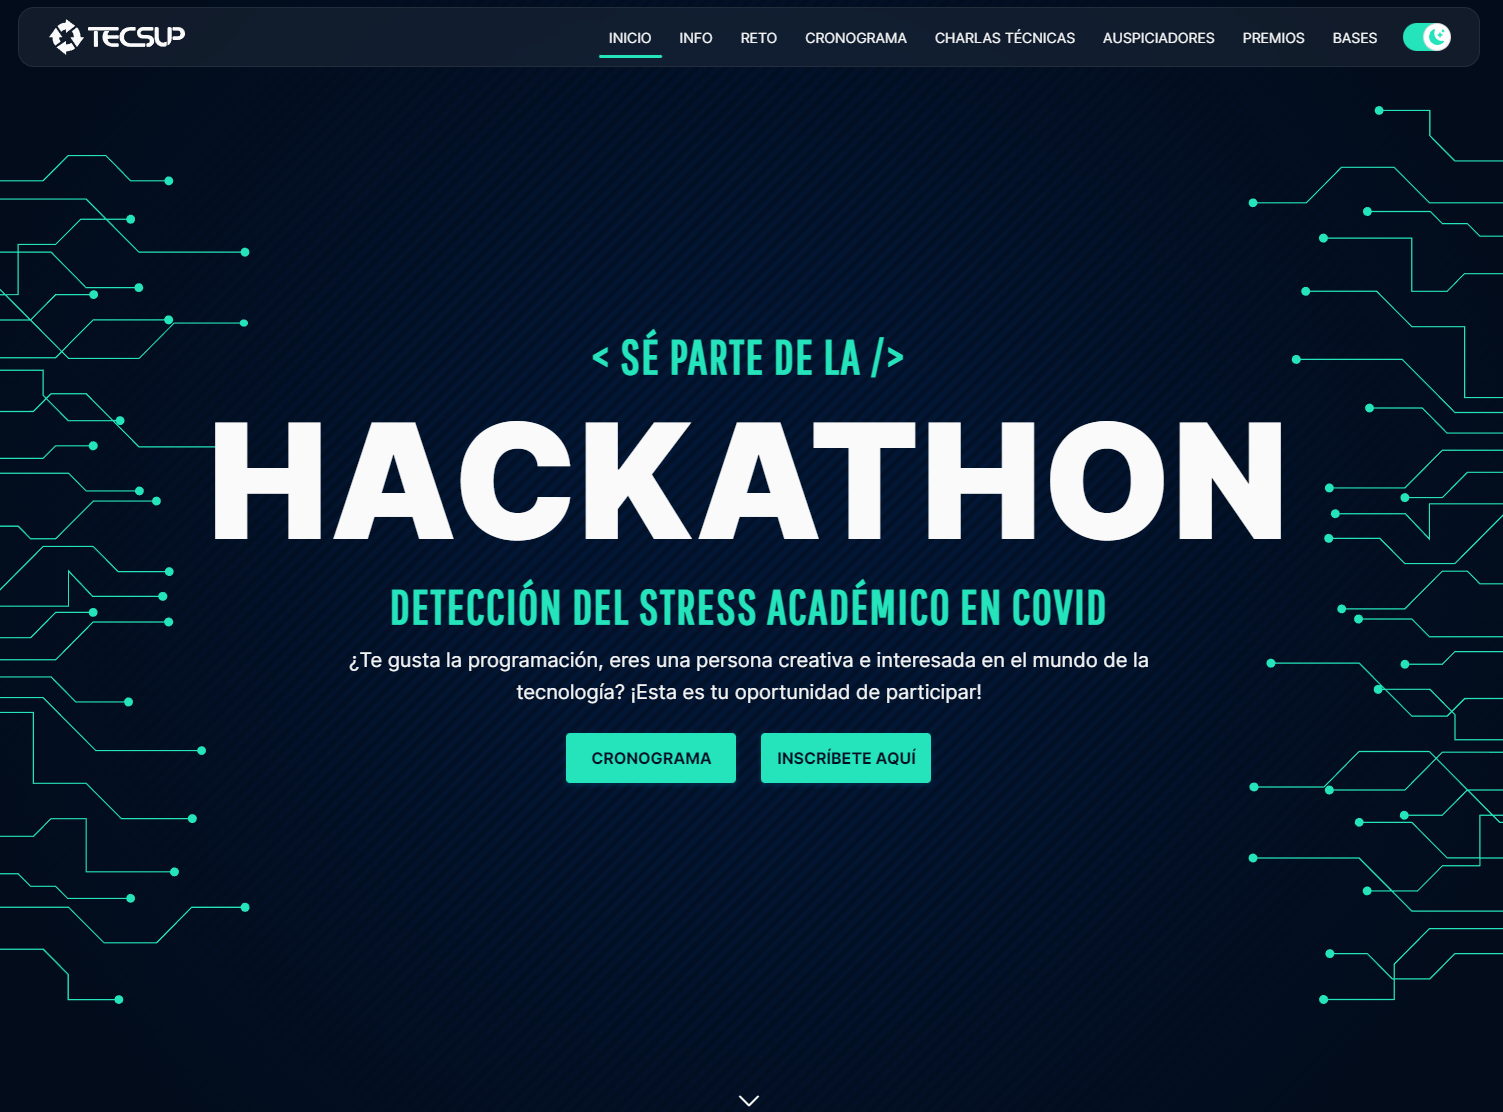 TECSUP
INICIO INFO RETO CRONOGRAMA CHARLAS TÉCNICAS AUSPICIADORES PREMIOS BASES
< SÉ PARTE DE LA />
HACKATHON
DETECCIÓN DEL STRESS ACADÉMICO EN COVID
¿Te gusta la programación, eres una persona creativa e interesada en el mundo de la
tecnología? ¡Esta es tu oportunidad de participar!
CRONOGRAMA
INSCRÍBETE AQUÍ